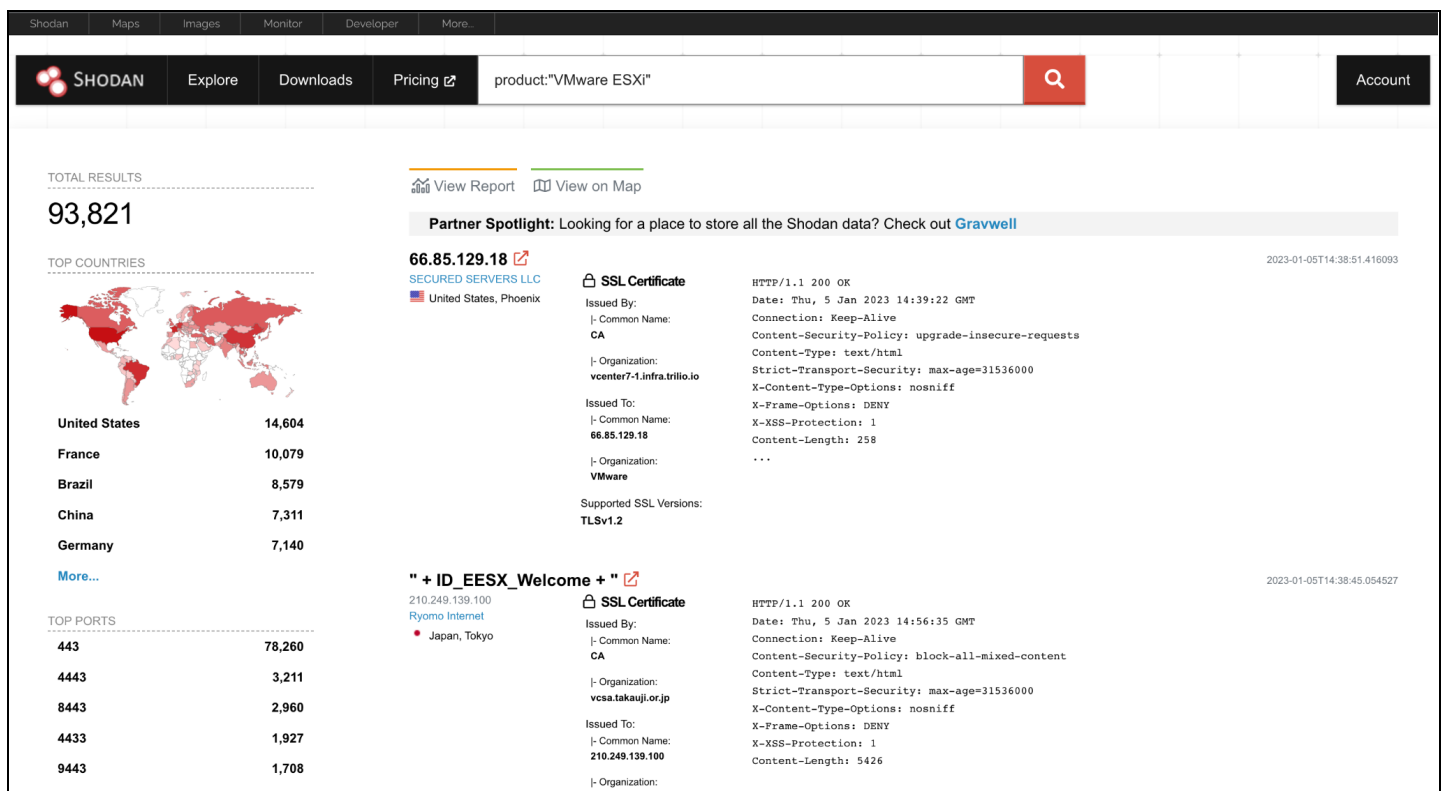 Shodan Maps Images Monitor Developer More...
SHODAN Explore Downloads Pricing product:"VMware ESXi" Account
TOTAL RESULTS
93,821
TOP COUNTRIES
United States 14,604
France 10,079
Brazil 8,579
China 7,311
Germany 7,140
More...
TOP PORTS
443 78,260
4443 3,211
8443 2,960
4433 1,927
9443 1,708
View Report View on Map
Partner Spotlight: Looking for a place to store all the Shodan data? Check out Gravwell
66.85.129.18
2023-01-05T14:38:51.416093
SECURED SERVERS LLC
United States, Phoenix
SSL Certificate
Issued By:
|- Common Name:
CA
|- Organization:
vcenter7-1.infra.trilio.io
Issued To:
|- Common Name:
66.85.129.18
|- Organization:
VMware
Supported SSL Versions:
TLSv1.2
HTTP/1.1 200 OK
Date: Thu, 5 Jan 2023 14:39:22 GMT
Connection: Keep-Alive
Content-Security-Policy: upgrade-insecure-requests
Content-Type: text/html
Strict-Transport-Security: max-age=31536000
X-Content-Type-Options: nosniff
X-Frame-Options: DENY
X-XSS-Protection: 1
Content-Length: 258
...
" + ID_EESX_Welcome + "
2023-01-05T14:38:45.054527
210.249.139.100
Ryomo Internet
Japan, Tokyo
SSL Certificate
Issued By:
|- Common Name:
CA
|- Organization:
vcsa.takauji.or.jp
Issued To:
|- Common Name:
210.249.139.100
|- Organization:
HTTP/1.1 200 OK
Date: Thu, 5 Jan 2023 14:56:35 GMT
Connection: Keep-Alive
Content-Security-Policy: block-all-mixed-content
Content-Type: text/html
Strict-Transport-Security: max-age=31536000
X-Content-Type-Options: nosniff
X-Frame-Options: DENY
X-XSS-Protection: 1
Content-Length: 5426